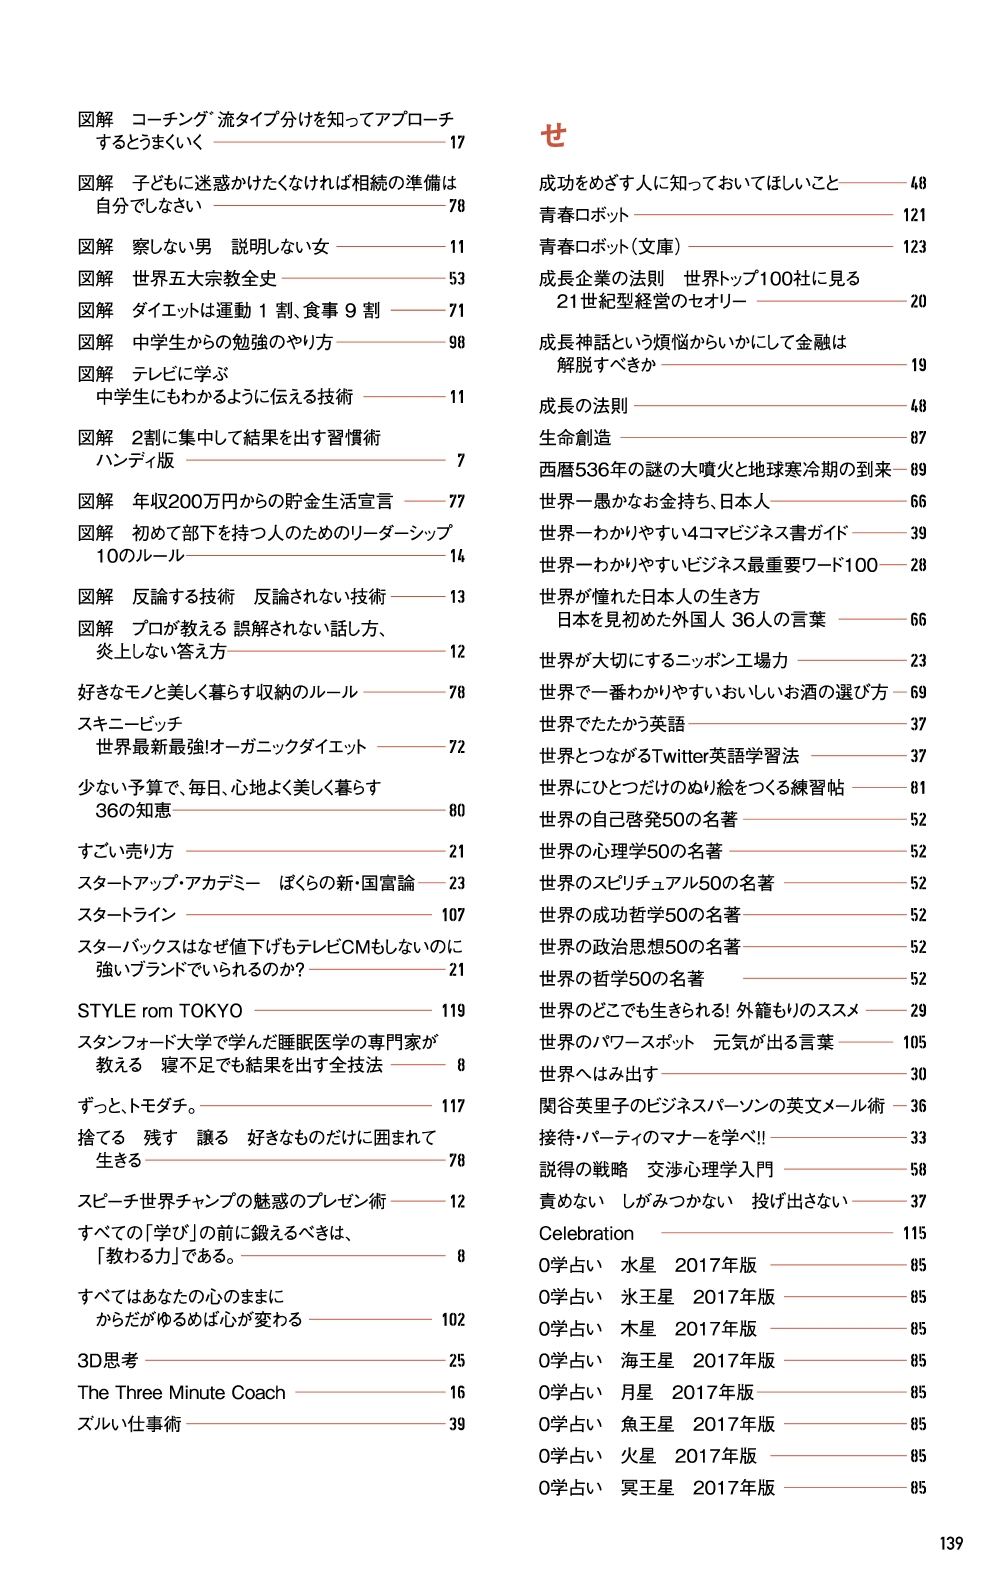 図解　コーチング゛流タイプ分けを知ってアプローチ
するとうまくいく 17
図解　子どもに迷惑かけたくなければ相続の準備は
自分でしなさい 78
図解　察しない男　説明しない女 11
図解　世界五大宗教全史 53
図解　ダイエットは運動 1 割、食事 9 割 71
図解　中学生からの勉強のやり方 98
図解　テレビに学ぶ
中学生にもわかるように伝える技術 11
図解　2割に集中して結果を出す習慣術
ハンディ版 7
図解　年収200万円からの貯金生活宣言 77
図解　初めて部下を持つ人のためのリーダーシップ
10のルール 14
図解　反論する技術　反論されない技術 13
図解　プロが教える 誤解されない話し方、
炎上しない答え方 12
好きなモノと美しく暮らす収納のルール 78
スキニービッチ
世界最新最強!オーガニックダイエット 72
少ない予算で、毎日、心地よく美しく暮らす
36の知恵 80
すごい売り方 21
スタートアップ・アカデミー　ぼくらの新・国富論 23
スタートライン 107
スターバックスはなぜ値下げもテレビCMもしないのに
強いブランドでいられるのか? 21
STYLE rom TOKYO 119
スタンフォード大学で学んだ睡眠医学の専門家が
教える　寝不足でも結果を出す全技法 8
ずっと、トモダチ。 117
捨てる　残す　譲る　好きなものだけに囲まれて
生きる 78
スピーチ世界チャンプの魅惑のプレゼン術 12
すべての「学び」の前に鍛えるべきは、
「教わる力」である。 8
すべてはあなたの心のままに
からだがゆるめば心が変わる 102
3D思考 25
The Three Minute Coach 16
ズルい仕事術 39
せ
成功をめざす人に知っておいてほしいこと 48
青春ロボット 121
青春ロボット（文庫） 123
成長企業の法則　世界トップ100社に見る
21世紀型経営のセオリー 20
成長神話という煩悩からいかにして金融は
解脱すべきか 19
成長の法則 48
生命創造 87
西暦536年の謎の大噴火と地球寒冷期の到来 89
世界一愚かなお金持ち、日本人 66
世界一わかりやすい4コマビジネス書ガイド 39
世界一わかりやすいビジネス最重要ワード100 28
世界が憧れた日本人の生き方
日本を見初めた外国人 36人の言葉 66
世界が大切にするニッポン工場力 23
世界で一番わかりやすいおいしいお酒の選び方 69
世界でたたかう英語 37
世界とつながるTwitter英語学習法 37
世界にひとつだけのぬり絵をつくる練習帖 81
世界の自己啓発50の名著 52
世界の心理学50の名著 52
世界のスピリチュアル50の名著 52
世界の成功哲学50の名著 52
世界の政治思想50の名著 52
世界の哲学50の名著 52
世界のどこでも生きられる! 外籠もりのススメ 29
世界のパワースポット　元気が出る言葉 105
世界へはみ出す 30
関谷英里子のビジネスパーソンの英文メール術 36
接待・パーティのマナーを学べ!! 33
説得の戦略　交渉心理学入門 58
責めない　しがみつかない　投げ出さない 37
Celebration 115
0学占い　水星　2017年版 85
0学占い　氷王星　2017年版 85
0学占い　木星　2017年版 85
0学占い　海王星　2017年版 85
0学占い　月星　2017年版 85
0学占い　魚王星　2017年版 85
0学占い　火星　2017年版 85
0学占い　冥王星　2017年版 85
139